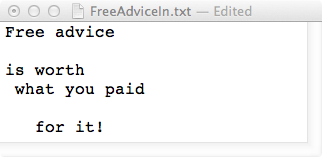 FreeAdviceIn.txt — Edited
Free advice
is worth
what you paid
for it!